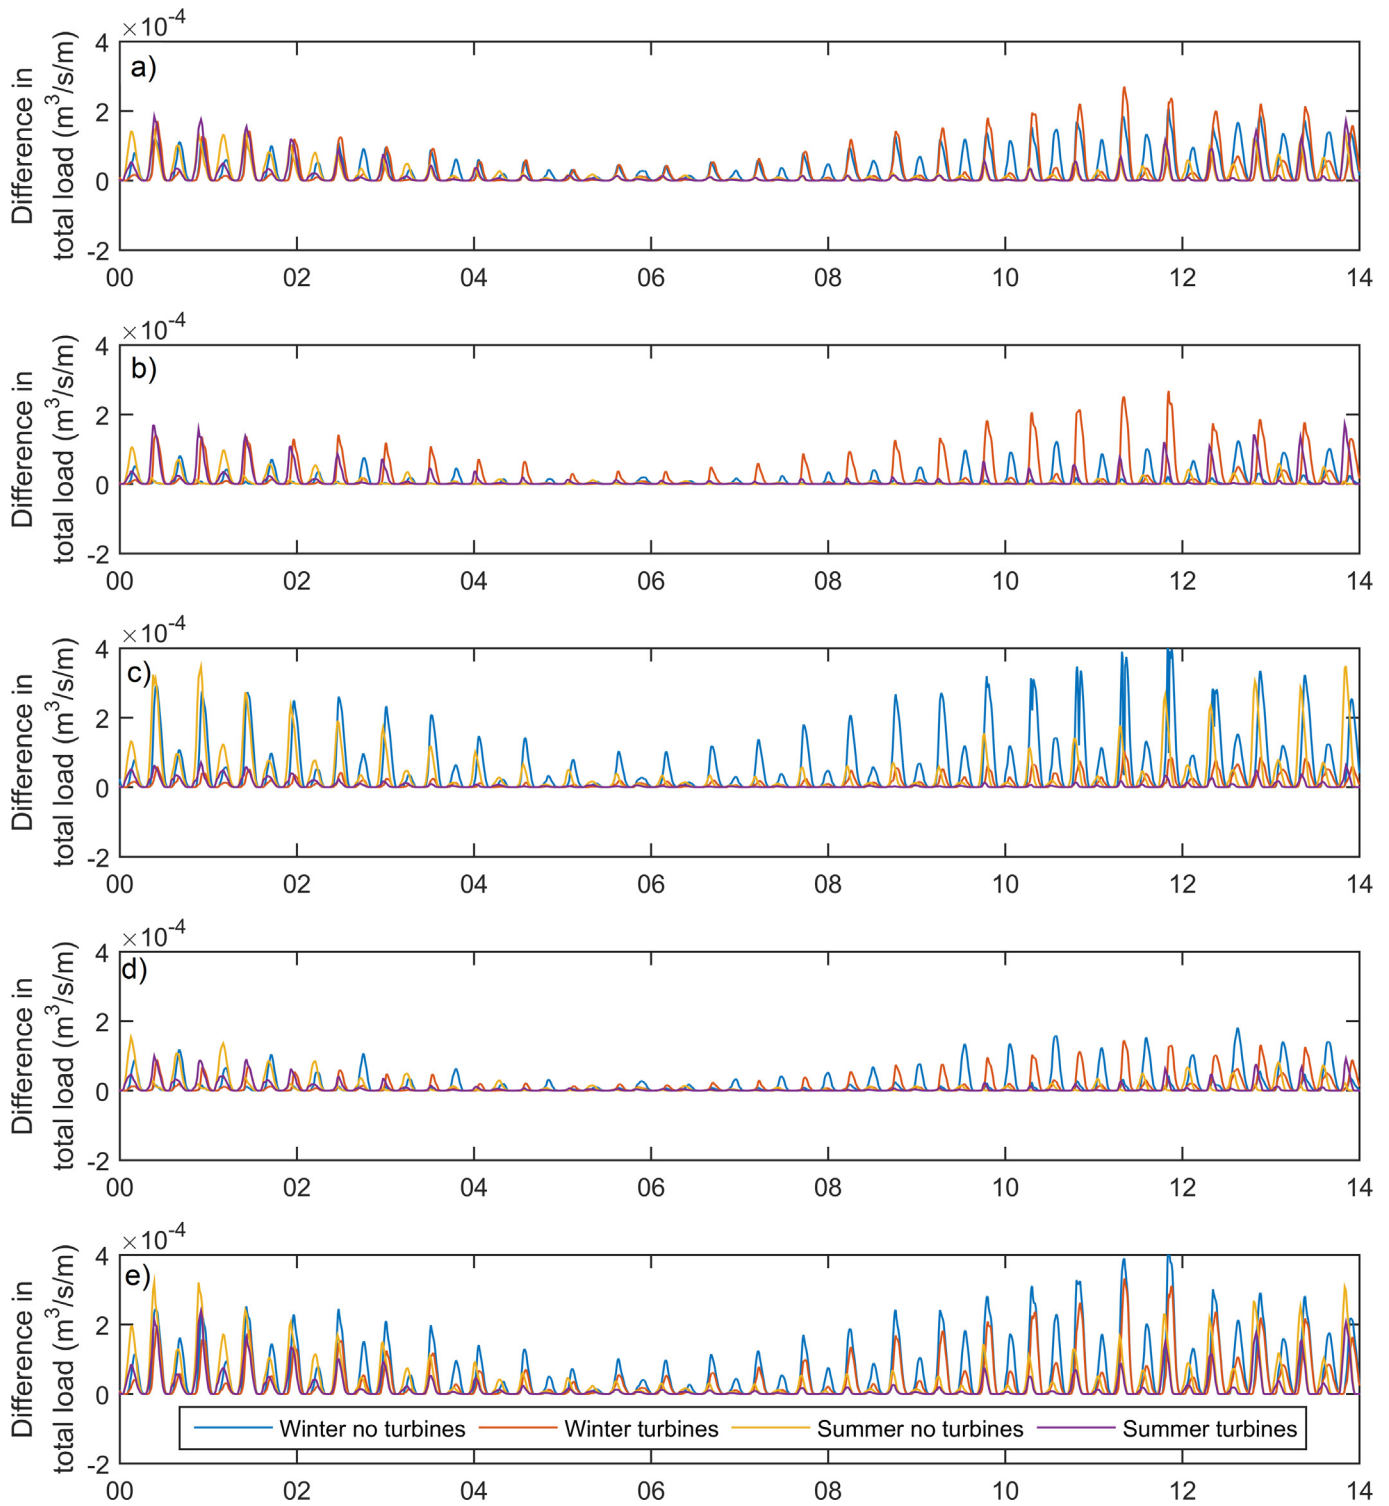 ×10-4
a)
Difference in
total load (m3/s/m)
4
2
0
-2
00 02 04 06 08 10 12 14
×10-4
b)
Difference in
total load (m3/s/m)
4
2
0
-2
00 02 04 06 08 10 12 14
×10-4
c)
Difference in
total load (m3/s/m)
4
2
0
-2
00 02 04 06 08 10 12 14
×10-4
d)
Difference in
total load (m3/s/m)
4
2
0
-2
00 02 04 06 08 10 12 14
×10-4
e)
Difference in
total load (m3/s/m)
4
2
0
-2
Winter no turbines Winter turbines Summer no turbines Summer turbines
00 02 04 06 08 10 12 14